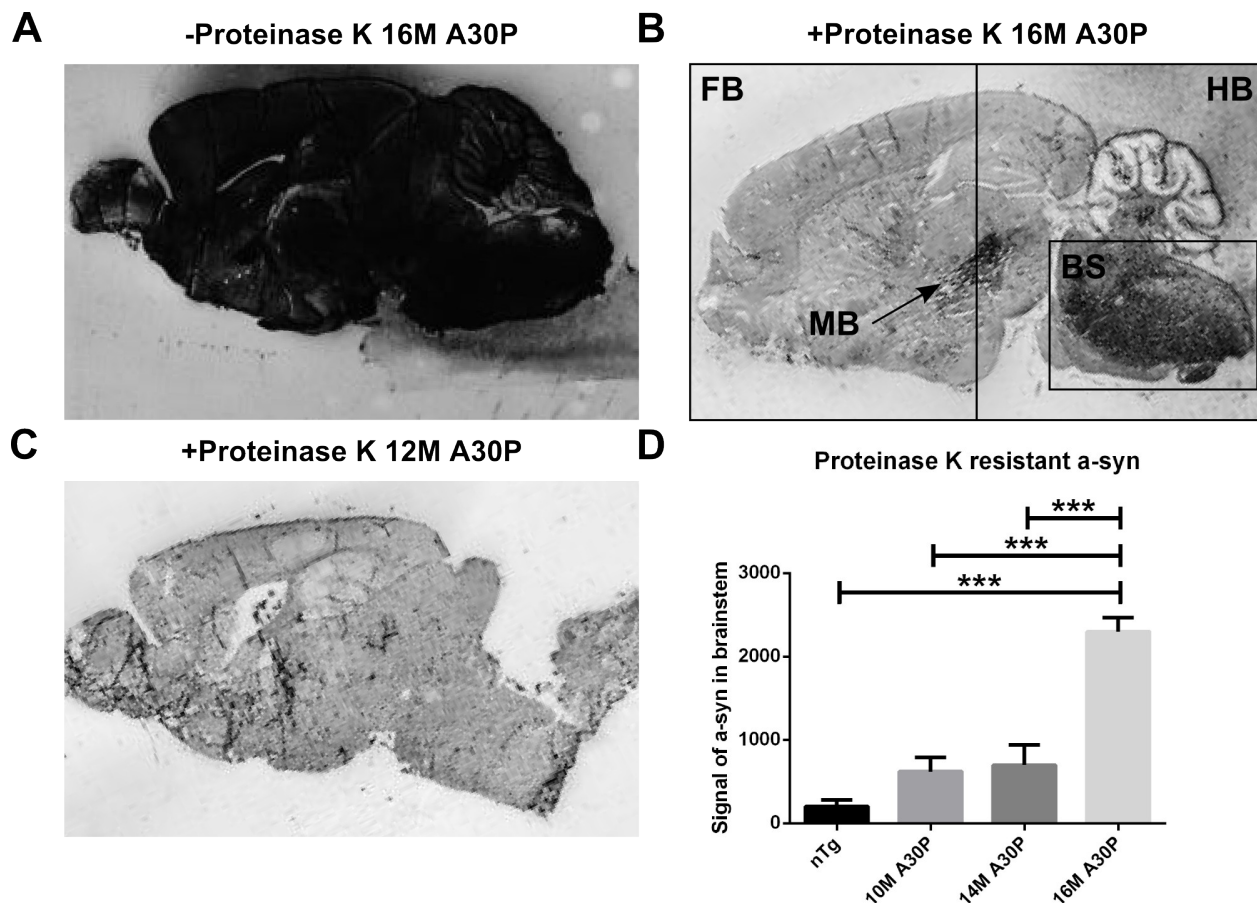 A
-Proteinase K 16M A30P
B
+Proteinase K 16M A30P
FB
HB
BS
MB
C
+Proteinase K 12M A30P
D
Proteinase K resistant a-syn
***
***
***
3000
2000
1000
0
Signal of a-syn in brainstem
nTg
10M A30P
14M A30P
16M A30P